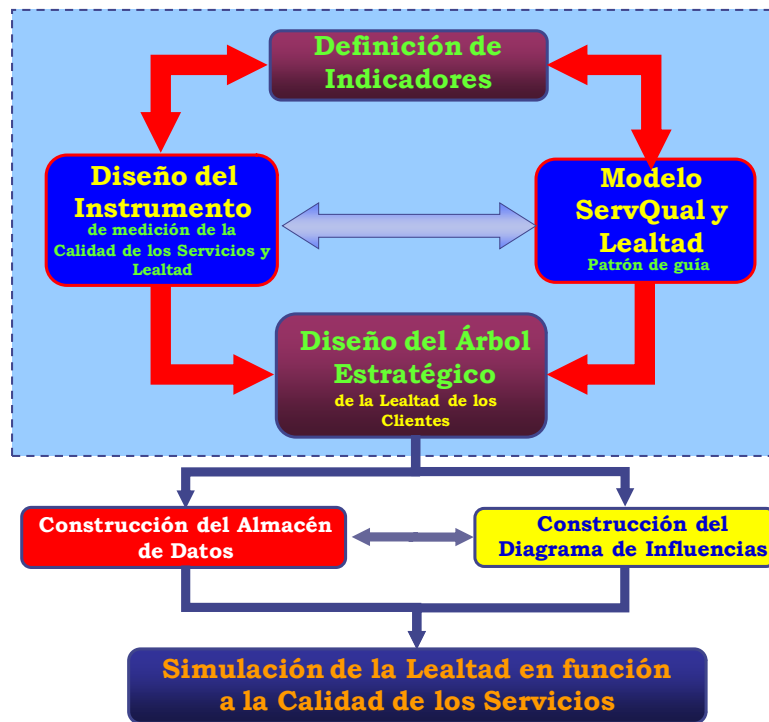 Definición de
Indicadores
Diseño del
Instrumento
de medición de la
Calidad de los Servicios y
Lealtad
Modelo
ServQual y
Lealtad
Patrón de guía
Diseño del Árbol
Estratégico
de la Lealtad de los
Clientes
Construcción del Almacén
de Datos
Construcción del
Diagrama de Influencias
Simulación de la Lealtad en función
a la Calidad de los Servicios